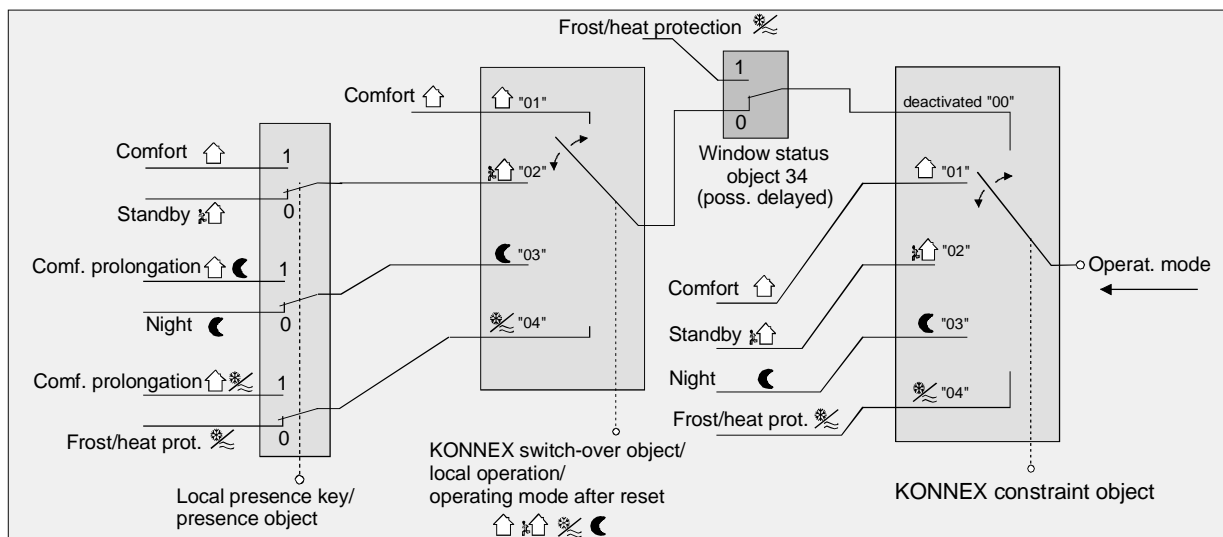 Frost/heat protection
1
0
Window status
object 34
(poss. delayed)
Comfort
"01"
"02"
"03"
"04"
Comfort
1
Standby
0
Comf. prolongation
1
Night
0
Comf. prolongation
1
Frost/heat prot.
0
Local presence key/
presence object
KONNEX switch-over object/
local operation/
operating mode after reset
deactivated "00"
"01"
"02"
"03"
"04"
Comfort
Standby
Night
Frost/heat prot.
Operat. mode
KONNEX constraint object